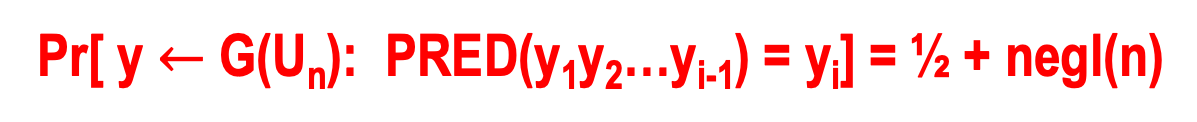 Pr[ y ← G(Uₙ): PRED(y₁y₂…yᵢ₋₁) = yᵢ] = ½ + negl(n)